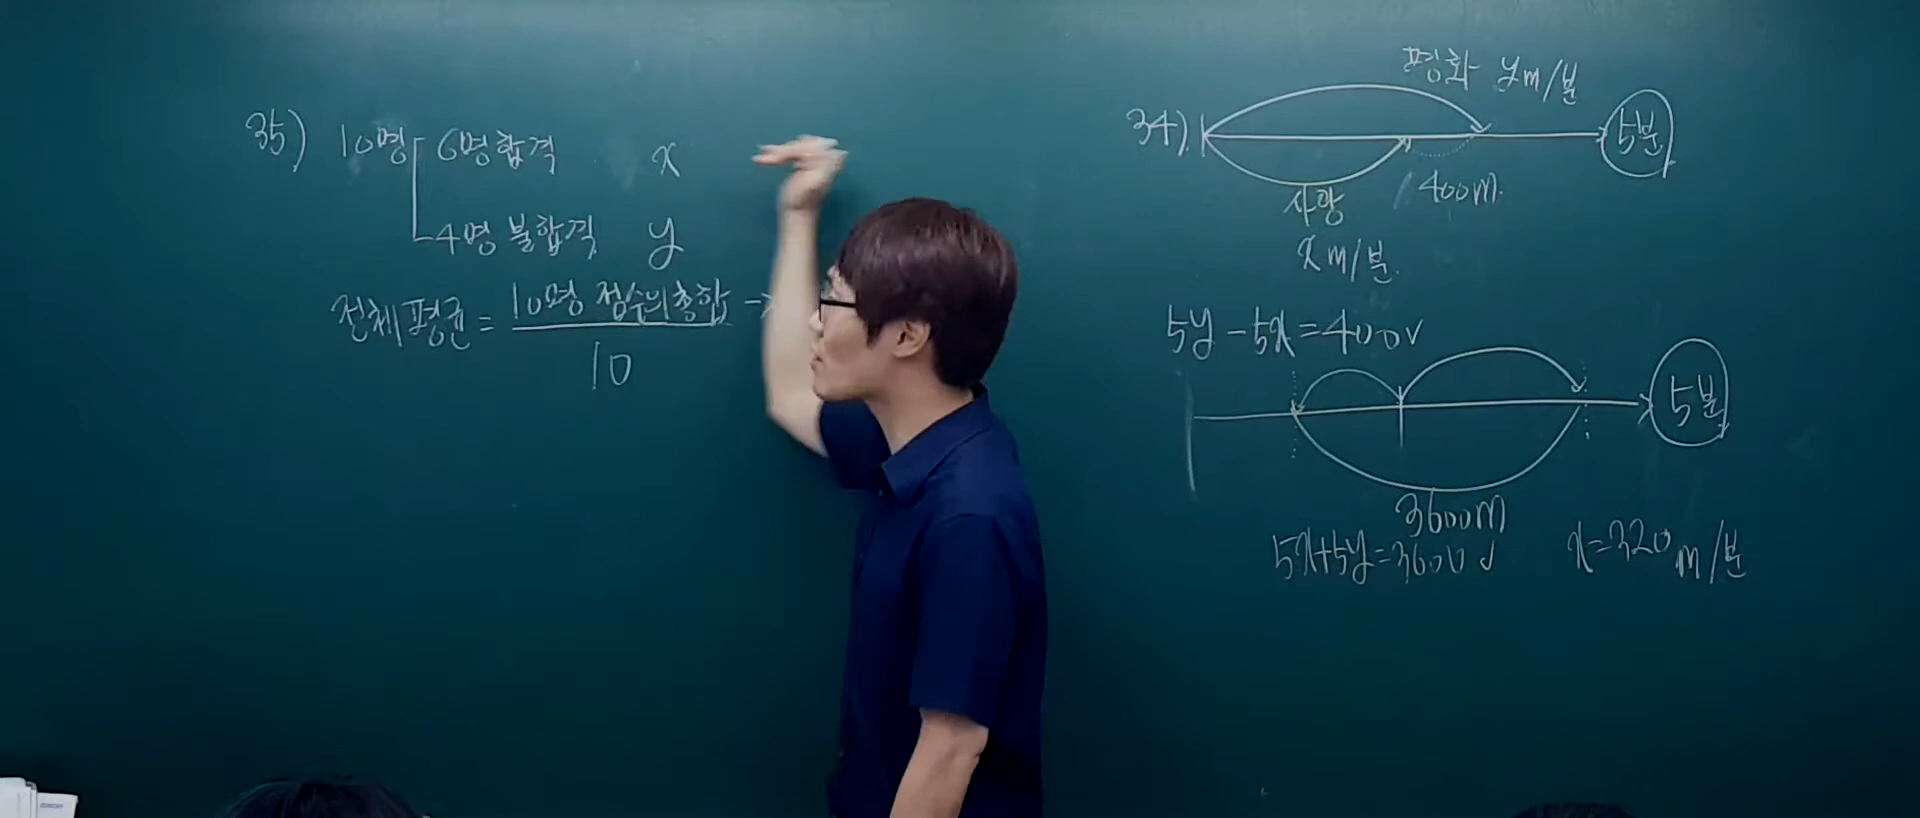 35) 10명 6명 합격 x
4명 불합격 y
전체평균 = 10명 점수의 총합 →
10
34) 평화 y m/분
5분
400m.
사랑
x m/분.
5y - 5x = 400 √
5분
3600m
5x+5y=3600 √
x=320 m/분